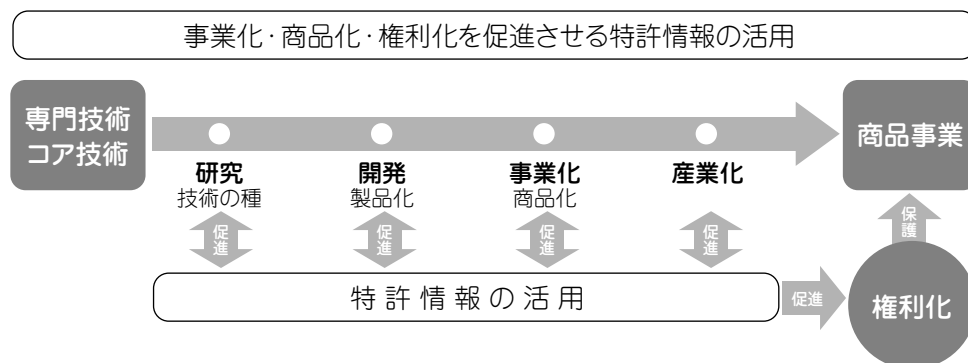 事業化・商品化・権利化を促進させる特許情報の活用
専門技術
コア技術
商品事業
研究
技術の種
開発
製品化
事業化
商品化
産業化
促進
促進
促進
促進
保護
特許情報の活用
促進
権利化